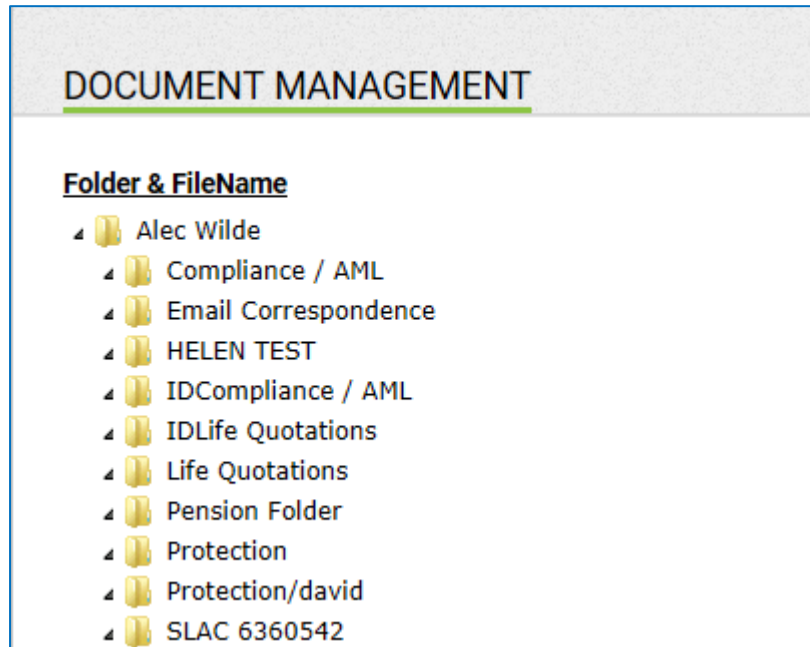 DOCUMENT MANAGEMENT
Folder & FileName
Alec Wilde
Compliance / AML
Email Correspondence
HELEN TEST
IDCompliance / AML
IDLife Quotations
Life Quotations
Pension Folder
Protection
Protection/david
SLAC 6360542